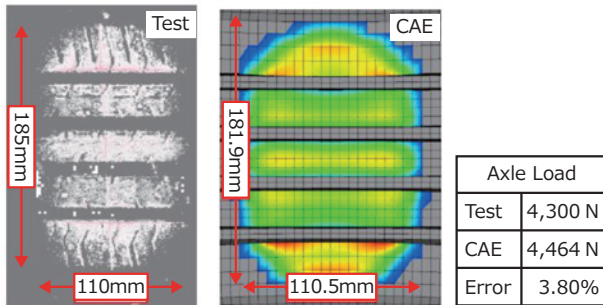 Test
185mm
110mm
CAE
181.9mm
110.5mm
Axle Load
Test 4,300 N
CAE 4,464 N
Error 3.80%